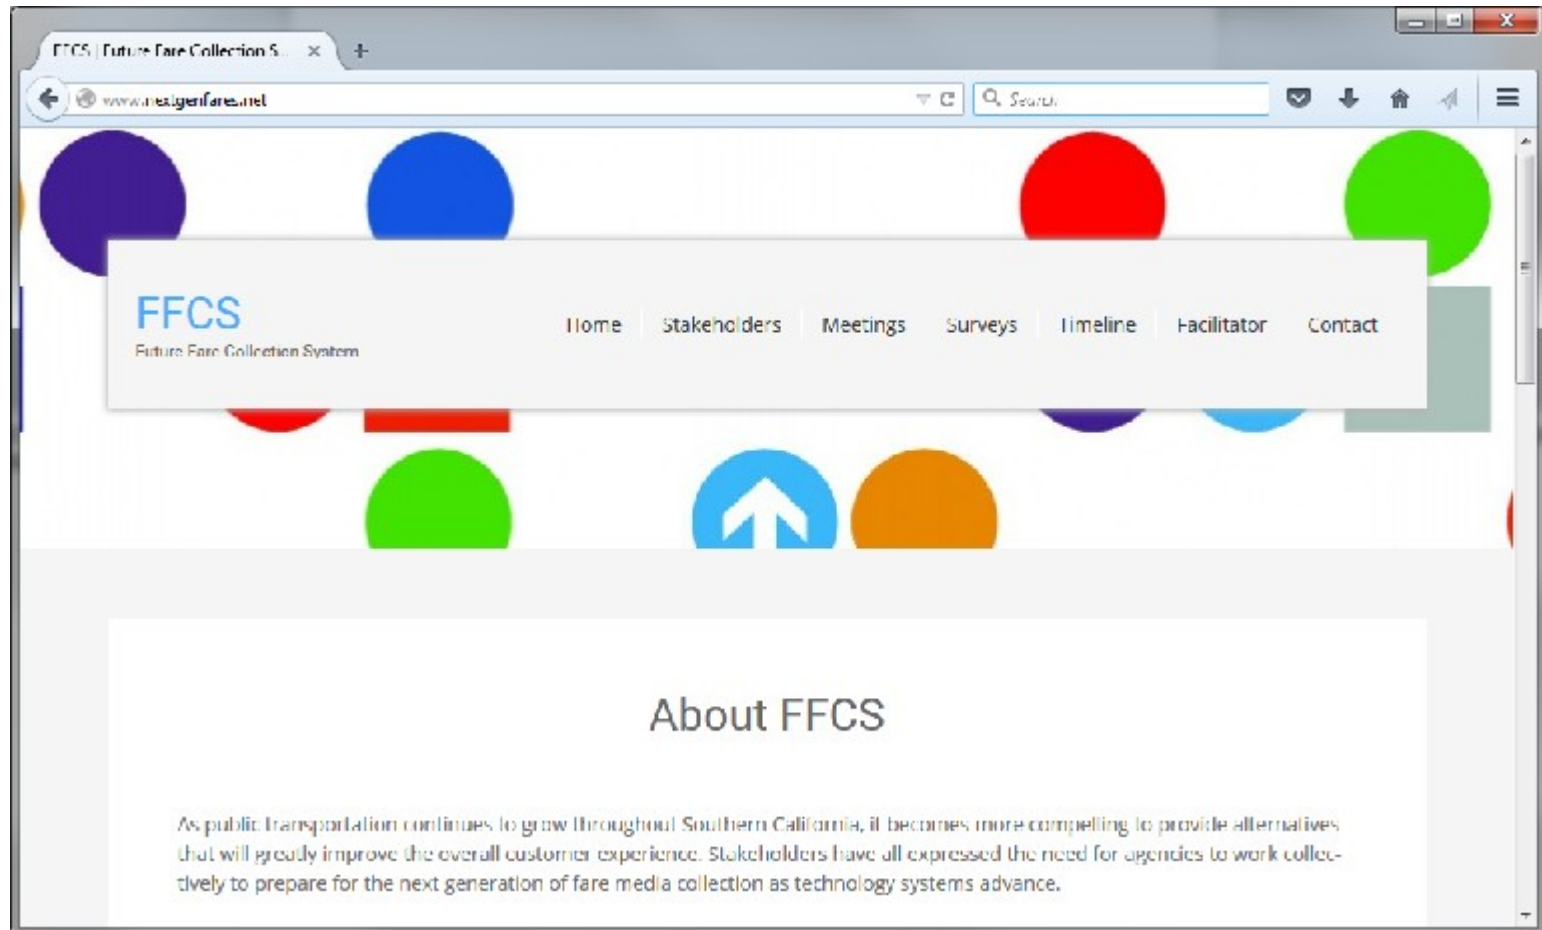 FFCS | Future Fare Collection S...
www.nextgenfares.net
Search
FFCS
Future Fare Collection System
Home Stakeholders Meetings Surveys Timeline Facilitator Contact
About FFCS
As public transportation continues to grow throughout Southern California, it becomes more compelling to provide alternatives
that will greatly improve the overall customer experience. Stakeholders have all expressed the need for agencies to work collec-
tively to prepare for the next generation of fare media collection as technology systems advance.